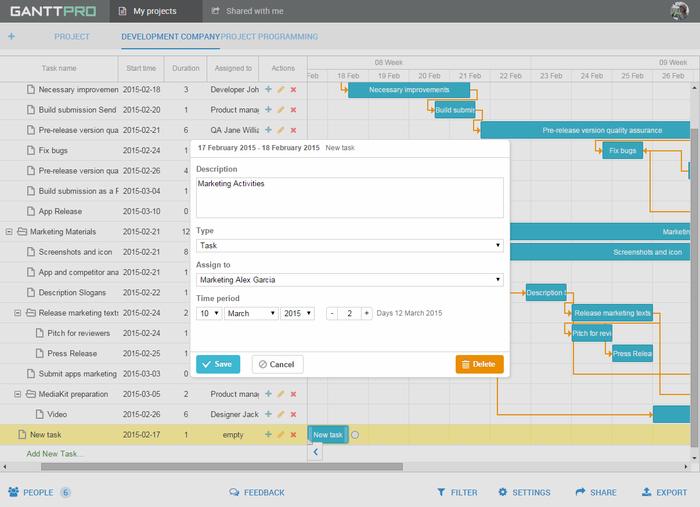 GANTTPRO
My projects
Shared with me
+ PROJECT DEVELOPMENT COMPANY PROJECT PROGRAMMING
Task name Start time Duration Assigned to Actions
08 Week 09 Week
Feb 18 Feb 19 Feb 20 Feb 21 Feb 22 Feb 23 Feb 24 Feb 25 Feb 26 Feb
Necessary improvemen 2015-02-18 3 Developer Joh Necessary improvements
Build submission Send 2015-02-20 1 Product manag Build submis
Pre-release version qua 2015-02-21 6 QA Jane Willia Pre-release version quality assurance
Fix bugs 2015-02-24 1 Fix bugs
Pre-release version qua 2015-02-26 4
Build submission as a F 2015-03-04 1
App Release 2015-03-10 0
Marketing Materials 2015-02-21 12 Marketin
Screenshots and icon 2015-02-21 8 Screenshots and icon
App and competitor ana 2015-02-21
Description Slogans 2015-02-22 1 Description
Release marketing texts 2015-02-24 2 Release marketing texts
Pitch for reviewers 2015-02-24 1 Pitch for revi
Press Release 2015-02-25 1 Press Relea
Submit apps marketing 2015-03-03 0
MediaKit preparation 2015-03-05 2 Product manag
Video 2015-02-26 6 Designer Jack
New task 2015-02-17 1 empty New task
Add New Task...
17 February 2015 - 18 February 2015 New task
Description
Marketing Activities
Type
Task
Assign to
Marketing Alex Garcia
Time period
10 March 2015 - 2 + Days 12 March 2015
Save Cancel Delete
PEOPLE 6 FEEDBACK FILTER SETTINGS SHARE EXPORT